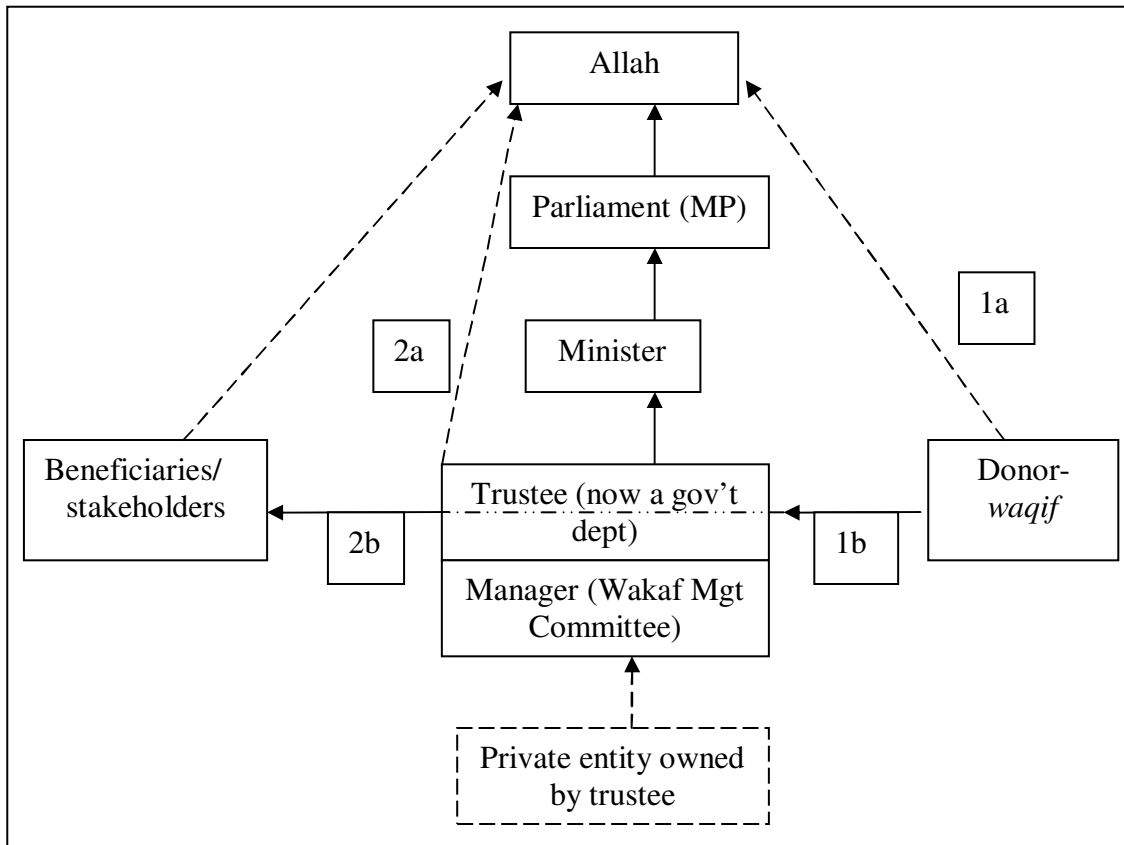 Allah
Parliament (MP)
1a
2a
Minister
Beneficiaries/
stakeholders
Trustee (now a gov’t
dept)
Donor-
waqif
2b
1b
Manager (Wakaf Mgt
Committee)
Private entity owned
by trustee